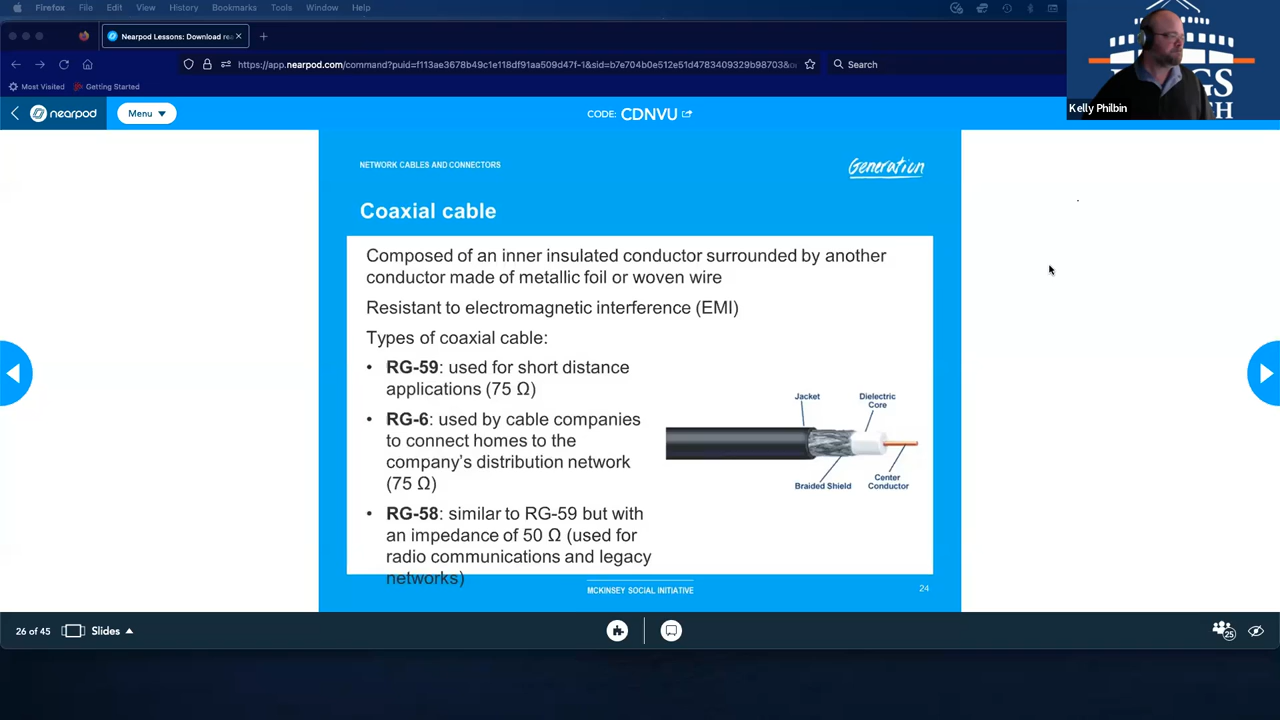 Firefox File Edit View History Bookmarks Tools Window Help
Nearpod Lessons: Download rea
https://app.nearpod.com/command?puid=f113ae3678b49c1e118df91aa509d47f-1&sid=b7e704b0e512e51d4783409329b98703&
Search
Most Visited Getting Started
Kelly Philbin
nearpod Menu CODE: CDNVU
NETWORK CABLES AND CONNECTORS
Generation
Coaxial cable
Composed of an inner insulated conductor surrounded by another
conductor made of metallic foil or woven wire
Resistant to electromagnetic interference (EMI)
Types of coaxial cable:
• RG-59: used for short distance
applications (75 Ω)
• RG-6: used by cable companies
to connect homes to the
company's distribution network
(75 Ω)
• RG-58: similar to RG-59 but with
an impedance of 50 Ω (used for
radio communications and legacy
networks)
Jacket
Dielectric
Core
Braided Shield
Center
Conductor
MCKINSEY SOCIAL INITIATIVE
24
26 of 45 Slides
25